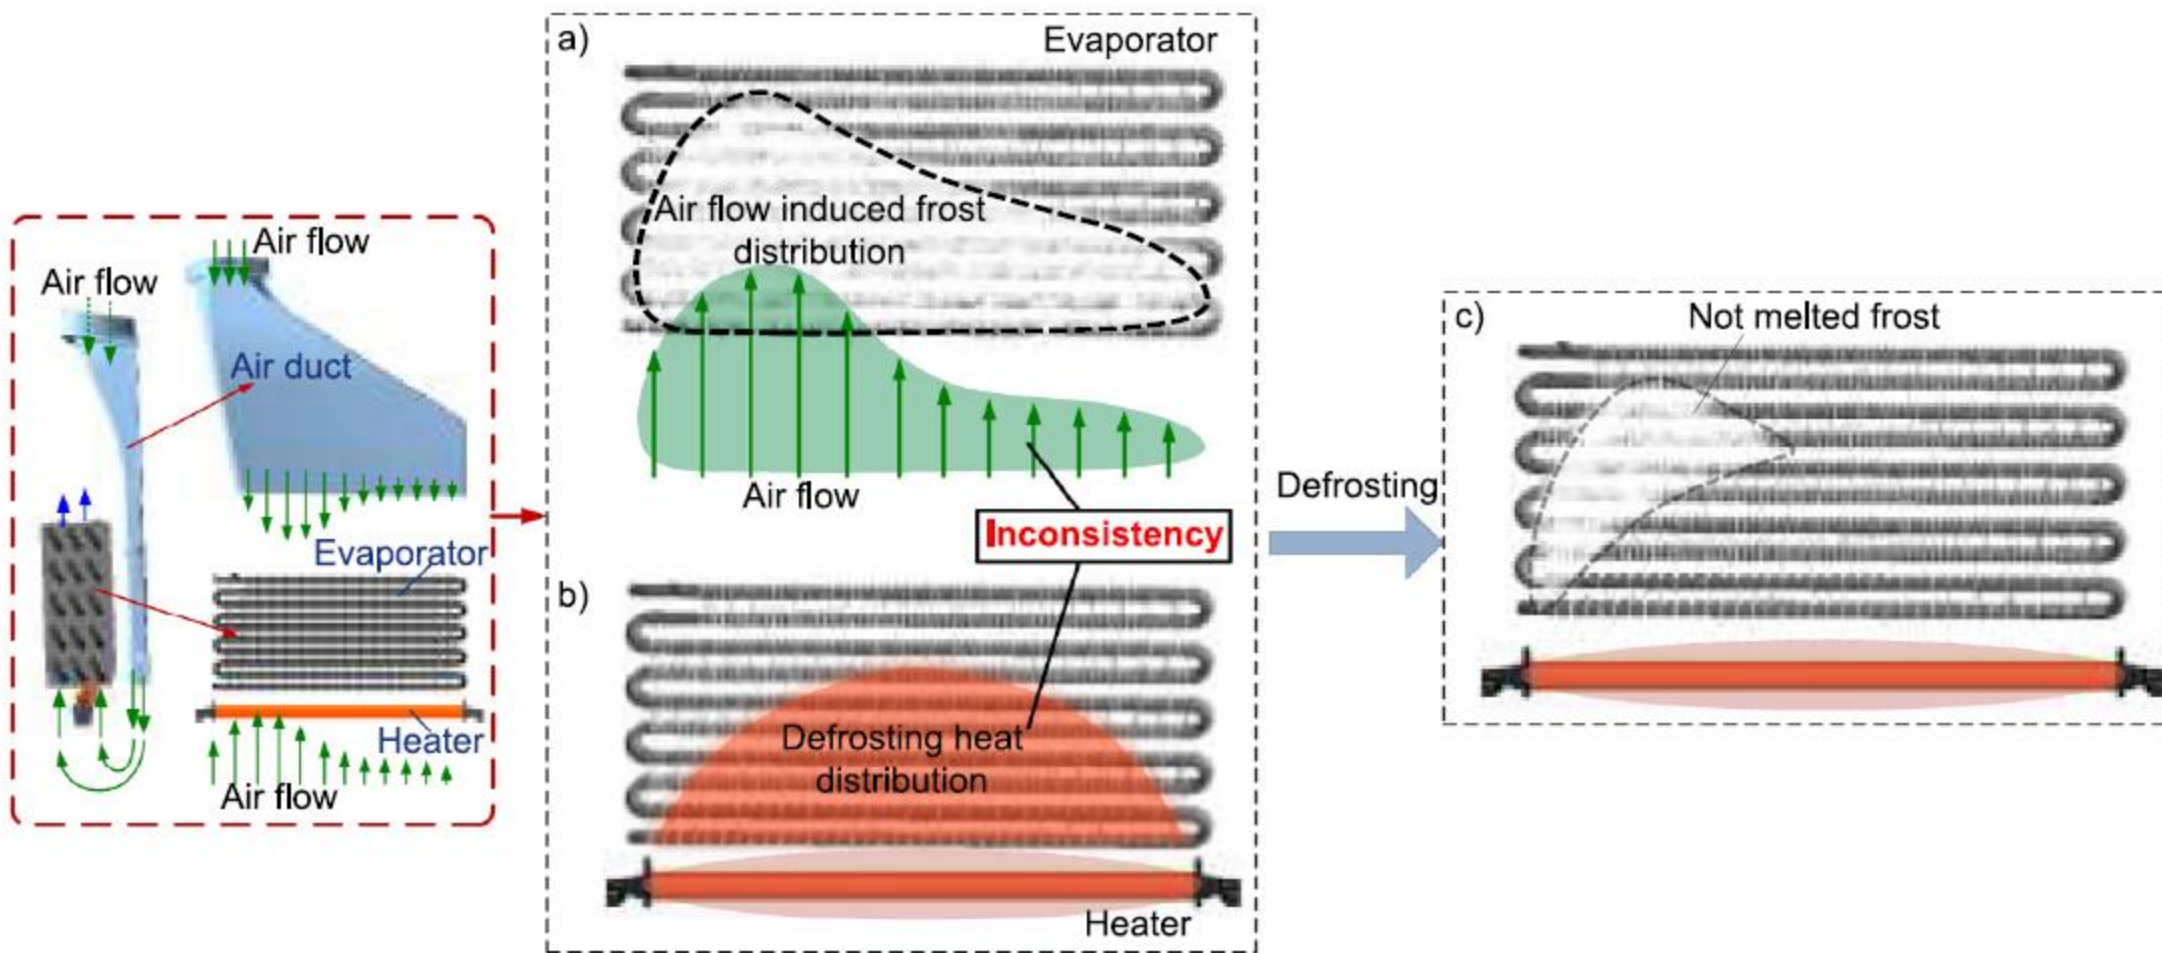 Air flow
Air flow
Air duct
Evaporator
Heater
Air flow
a)
Evaporator
Air flow induced frost
distribution
Air flow
Inconsistency
b)
Defrosting heat
distribution
Heater
Defrosting
c)
Not melted frost